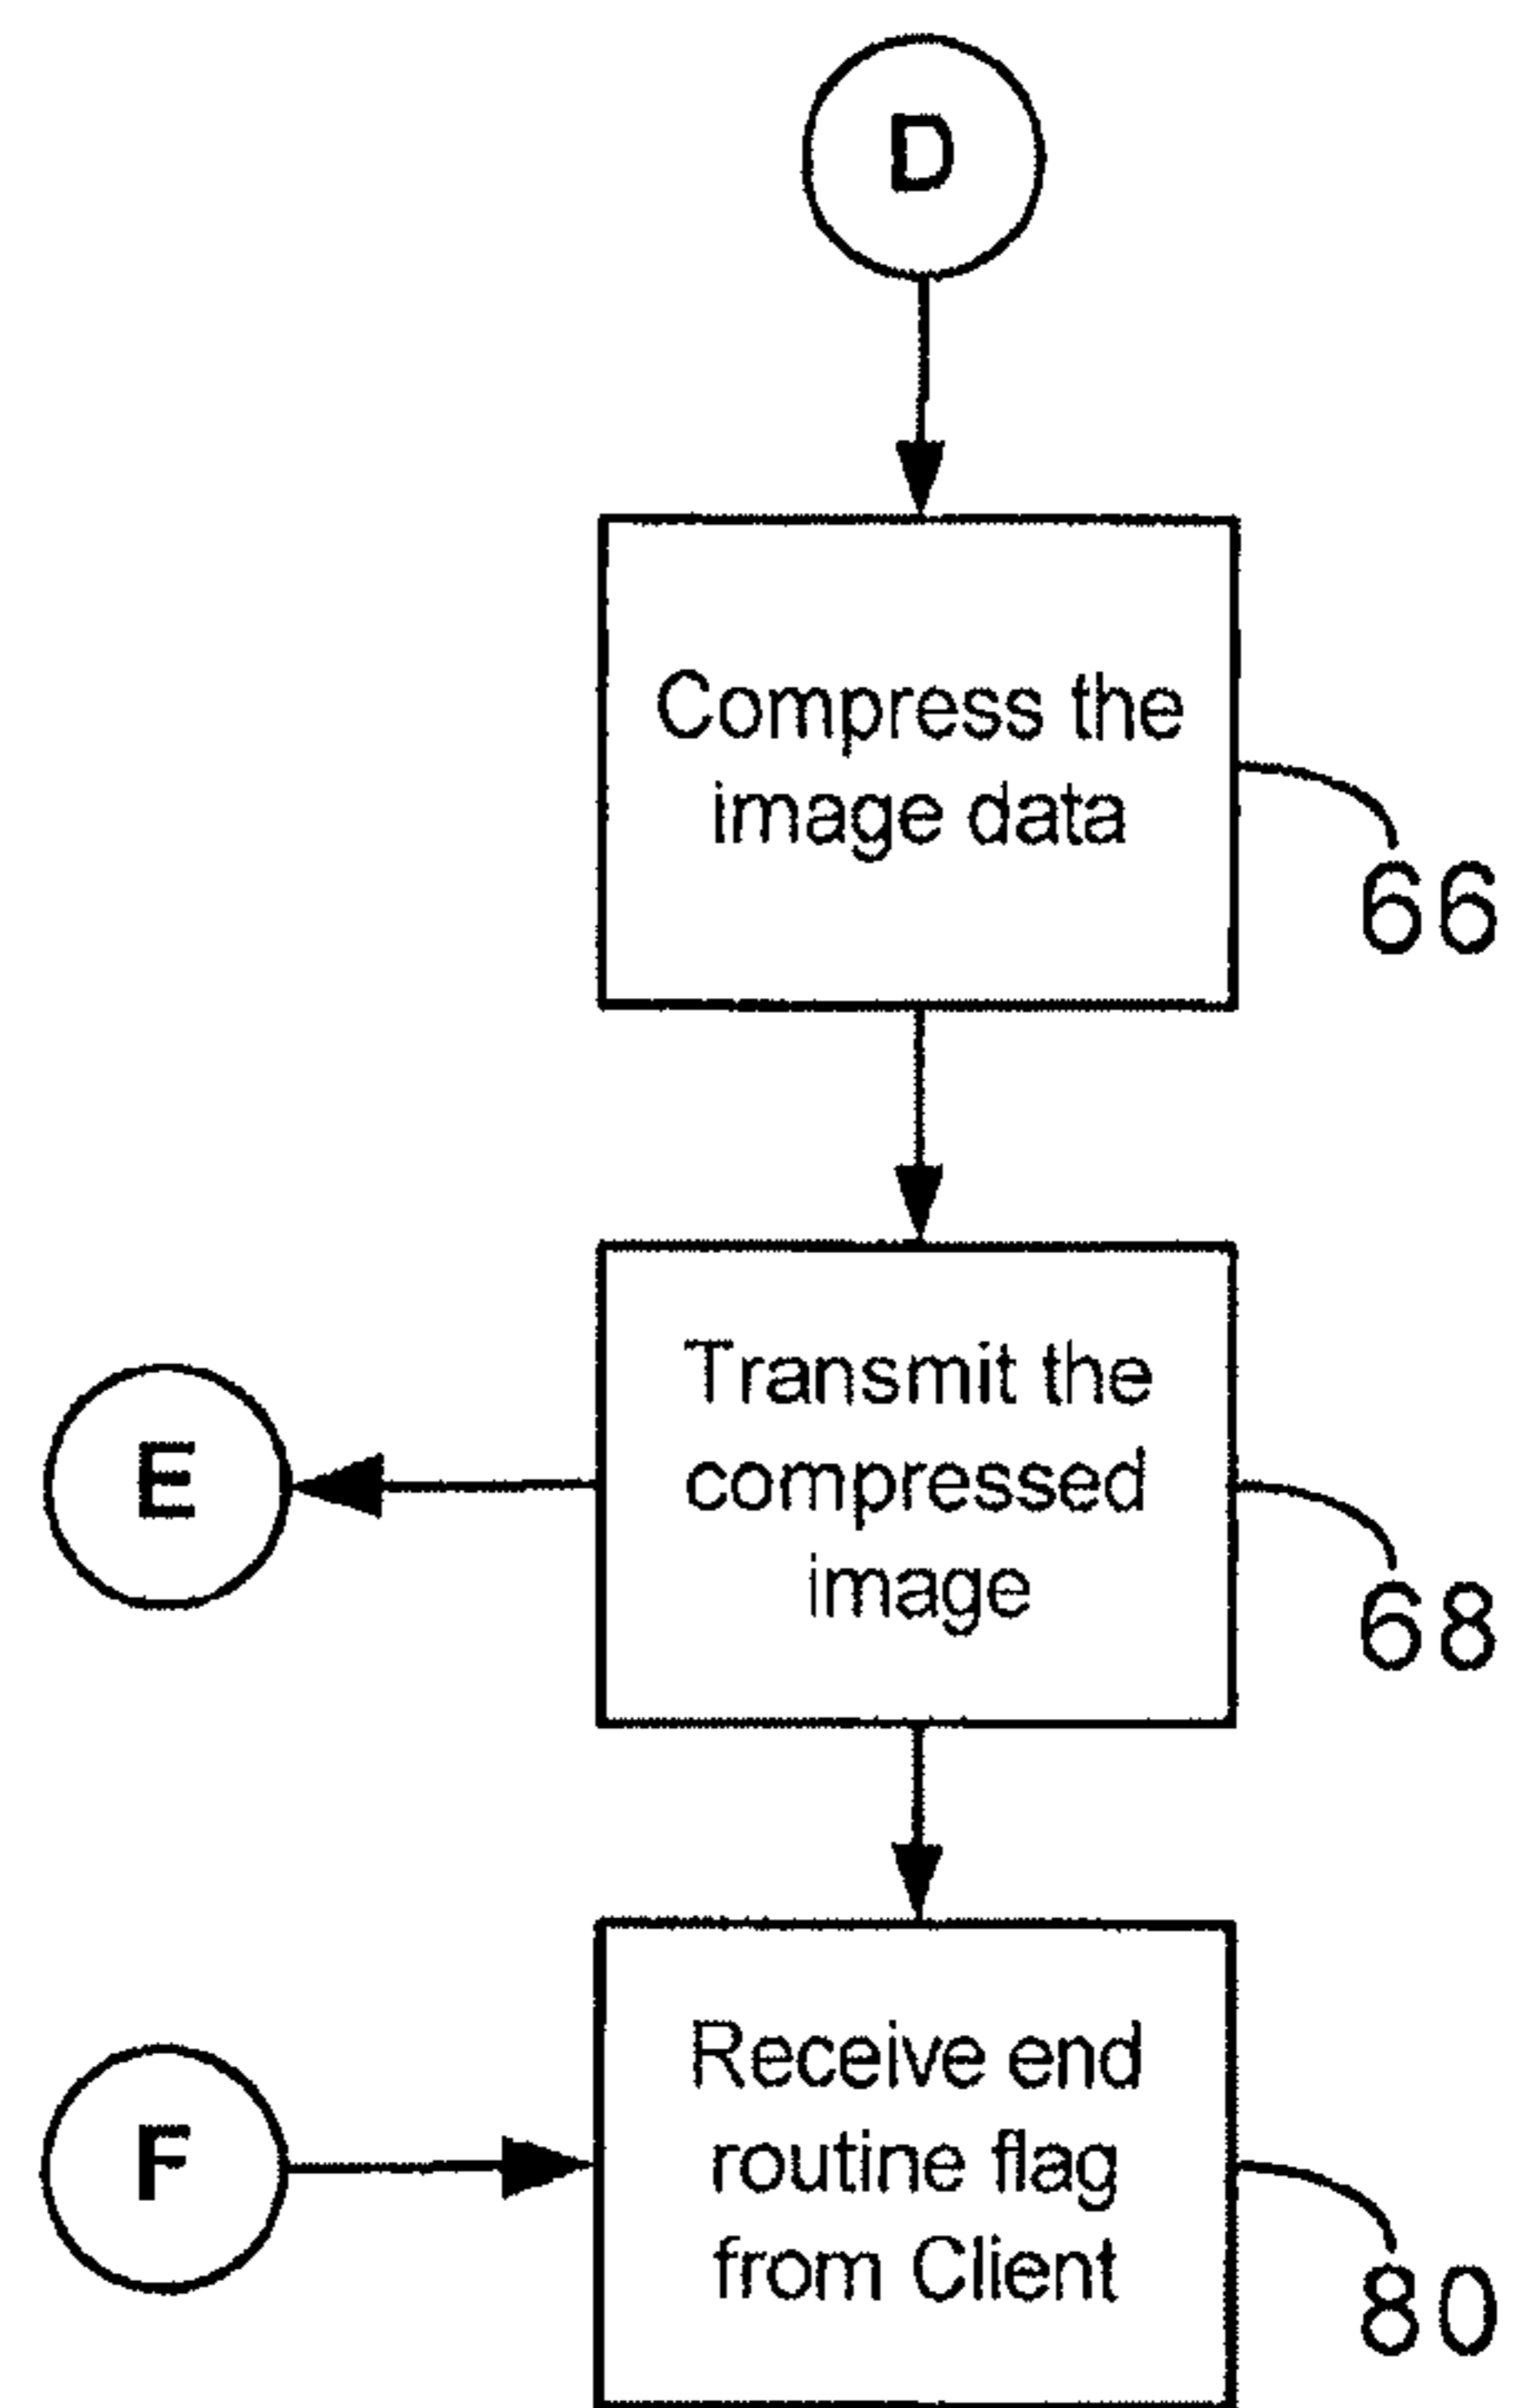 D
Compress the
image data
66
Transmit the
compressed
image
E
68
Receive end
routine flag
from Client
F
80